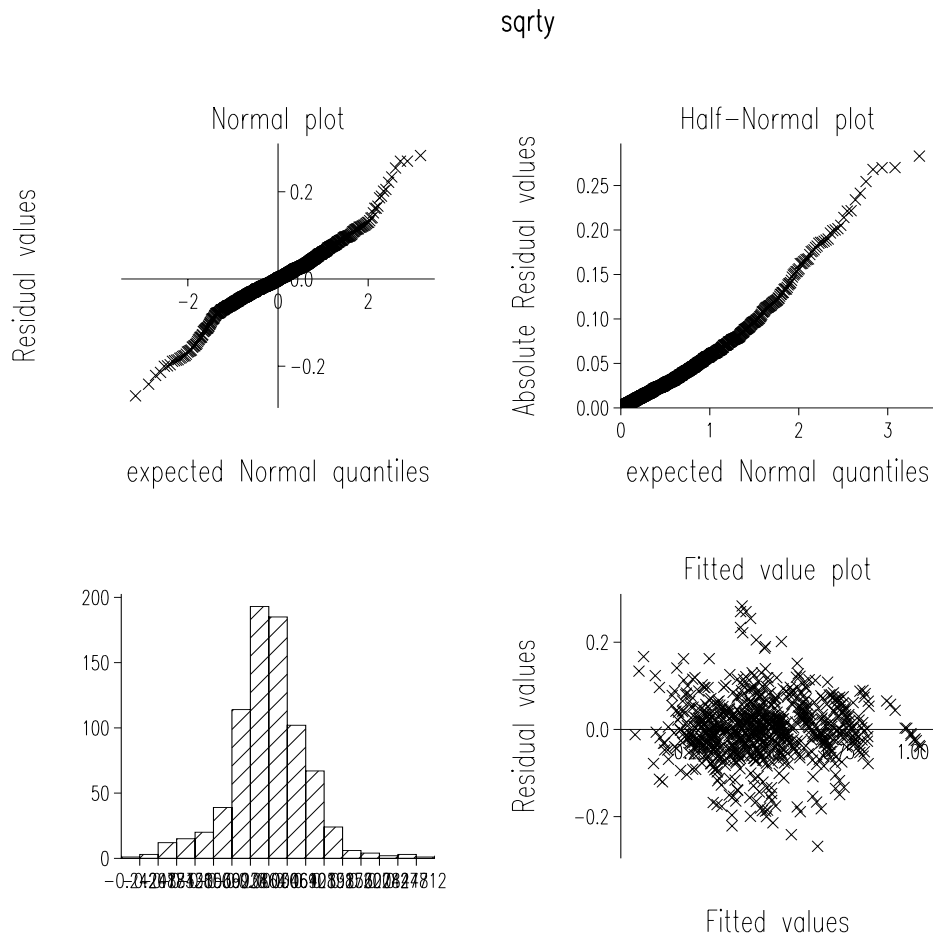 sqrty
Normal plot
Half-Normal plot
Residual values
0.2
0.0
-2
0
2
-0.2
expected Normal quantiles
Absolute Residual values
0.25
0.20
0.15
0.10
0.05
0.00
0
1
2
3
expected Normal quantiles
200
150
100
50
0
Fitted value plot
Residual values
0.2
0.0
-0.2
1.00
Fitted values